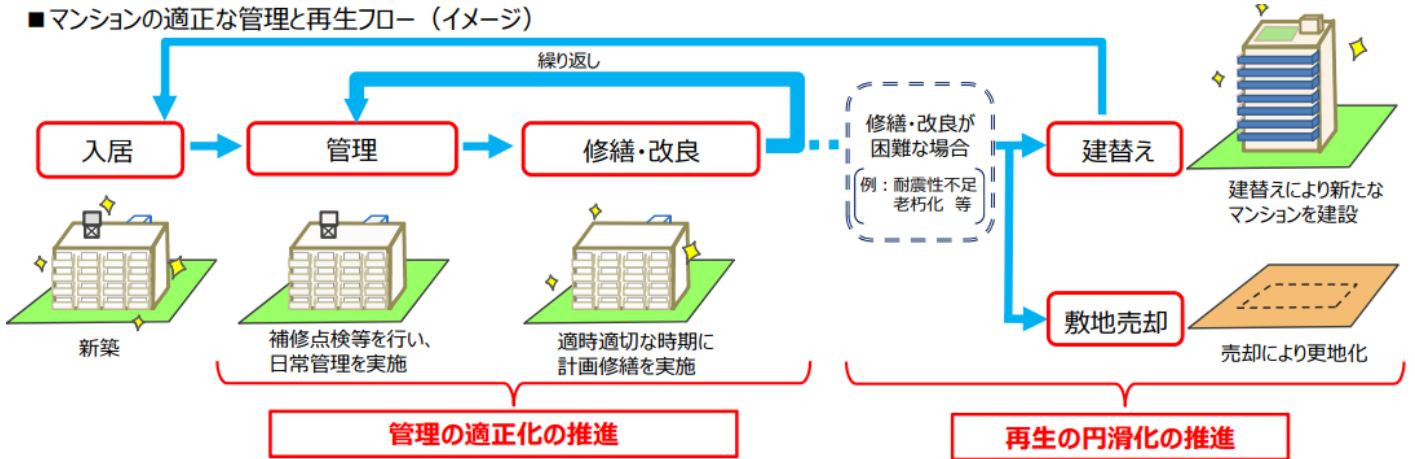 ■マンションの適正な管理と再生フロー（イメージ）
繰り返し
入居
管理
修繕・改良
修繕・改良が
困難な場合
例：耐震性不足
老朽化 等
建替え
建替えにより新たな
マンションを建設
敷地売却
売却により更地化
新築
補修点検等を行い、
日常管理を実施
適時適切な時期に
計画修繕を実施
管理の適正化の推進
再生の円滑化の推進